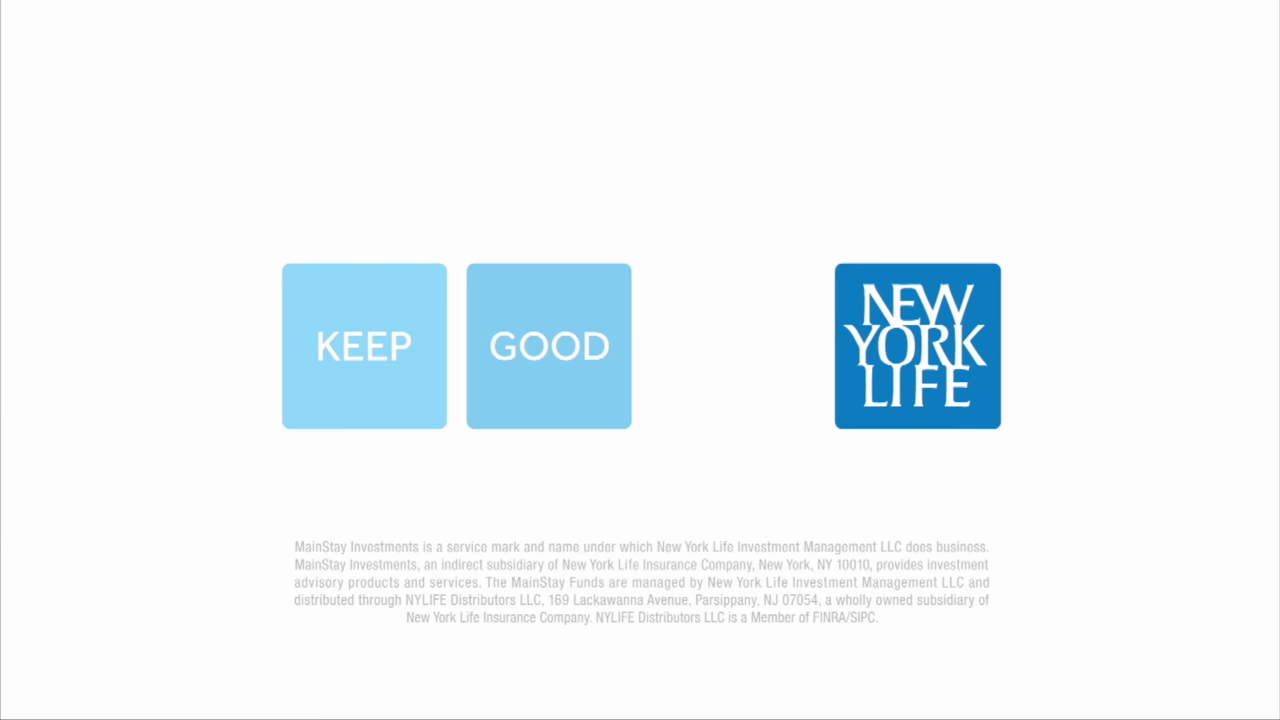 KEEP GOOD
NEW
YORK
LIFE
MainStay Investments is a service mark and name under which New York Life Investment Management LLC does business.
MainStay Investments, an indirect subsidiary of New York Life Insurance Company, New York, NY 10010, provides investment
advisory products and services. The MainStay Funds are managed by New York Life Investment Management LLC and
distributed through NYLIFE Distributors LLC, 169 Lackawanna Avenue, Parsippany, NJ 07054, a wholly owned subsidiary of
New York Life Insurance Company. NYLIFE Distributors LLC is a Member of FINRA/SIPC.